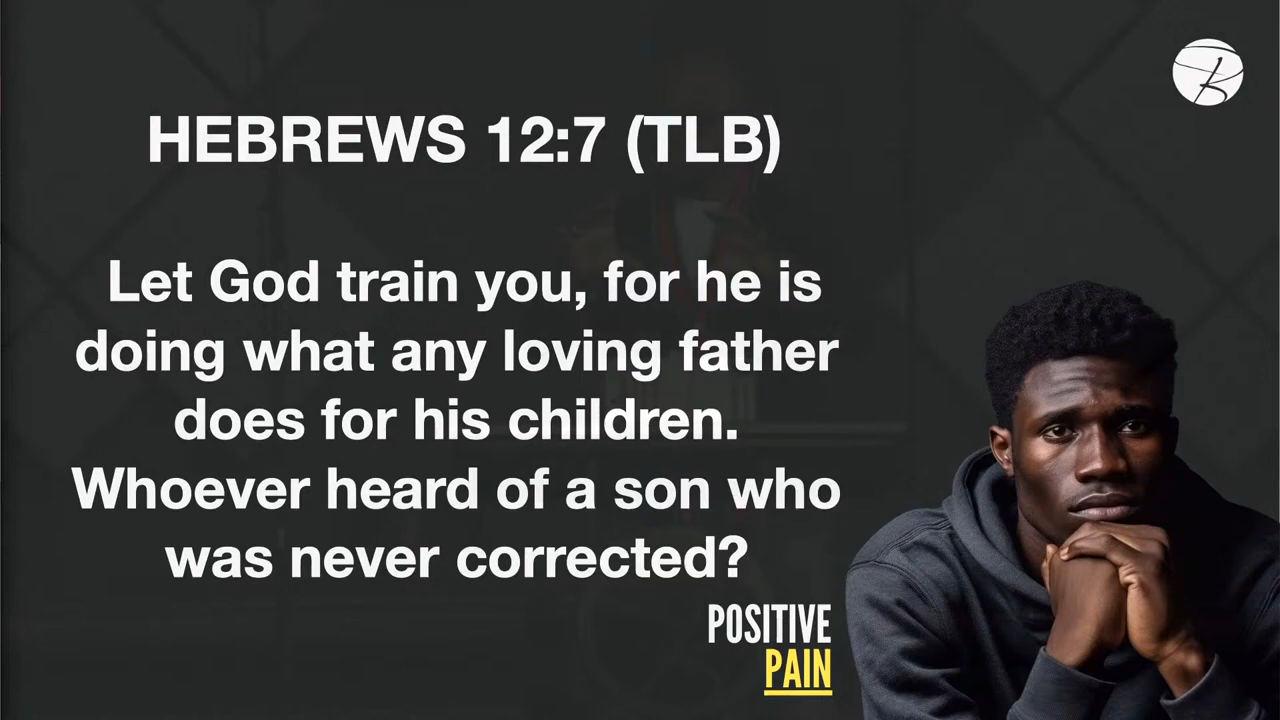 HEBREWS 12:7 (TLB)
Let God train you, for he is
doing what any loving father
does for his children.
Whoever heard of a son who
was never corrected?
POSITIVE
PAIN